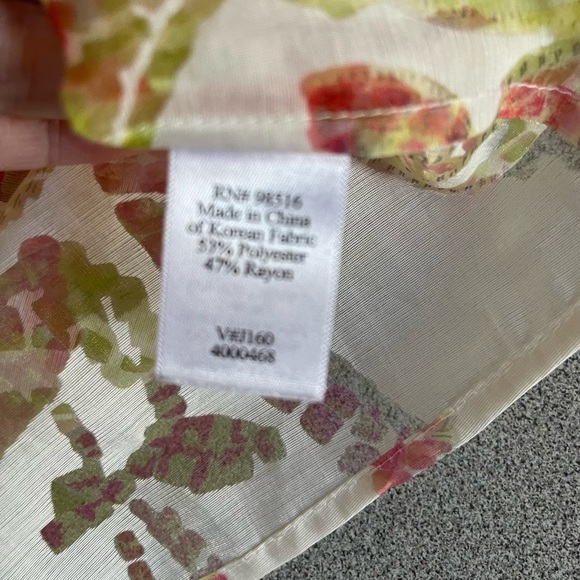 RN# 98516
Made in China
of Korean Fabric
53% Polyester
47% Rayon
V#J160
4000468